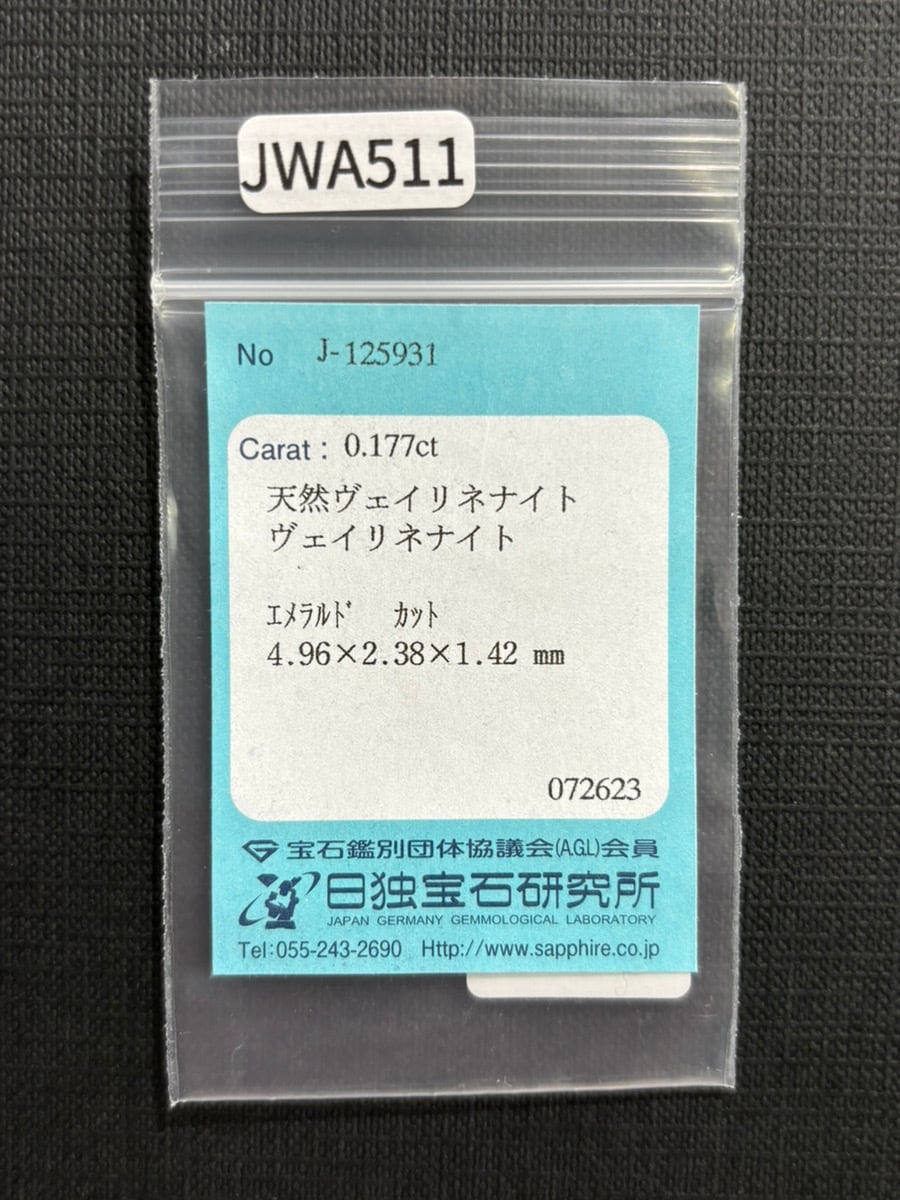 JWA511
No J-125931
Carat : 0.177ct
天然ヴェイリネナイト
ヴェイリネナイト
ｴﾒﾗﾙﾄﾞ ｶｯﾄ
4.96×2.38×1.42 mm
072623
宝石鑑別団体協議会(A.G.L)会員
日独宝石研究所
JAPAN GERMANY GEMMOLOGICAL LABORATORY
Tel:055-243-2690 Http://www.sapphire.co.jp